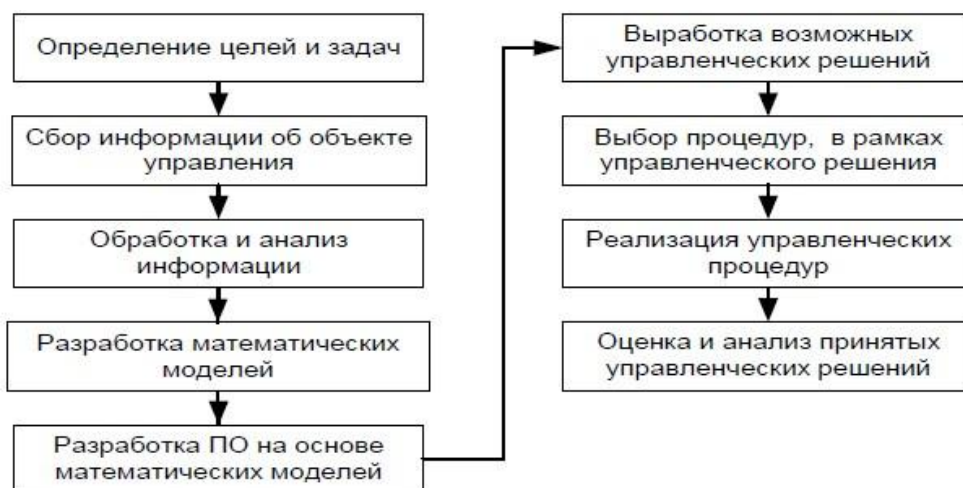 Определение целей и задач
Сбор информации об объекте
управления
Обработка и анализ
информации
Разработка математических
моделей
Разработка ПО на основе
математических моделей
Выработка возможных
управленческих решений
Выбор процедур, в рамках
управленческого решения
Реализация управленческих
процедур
Оценка и анализ принятых
управленческих решений